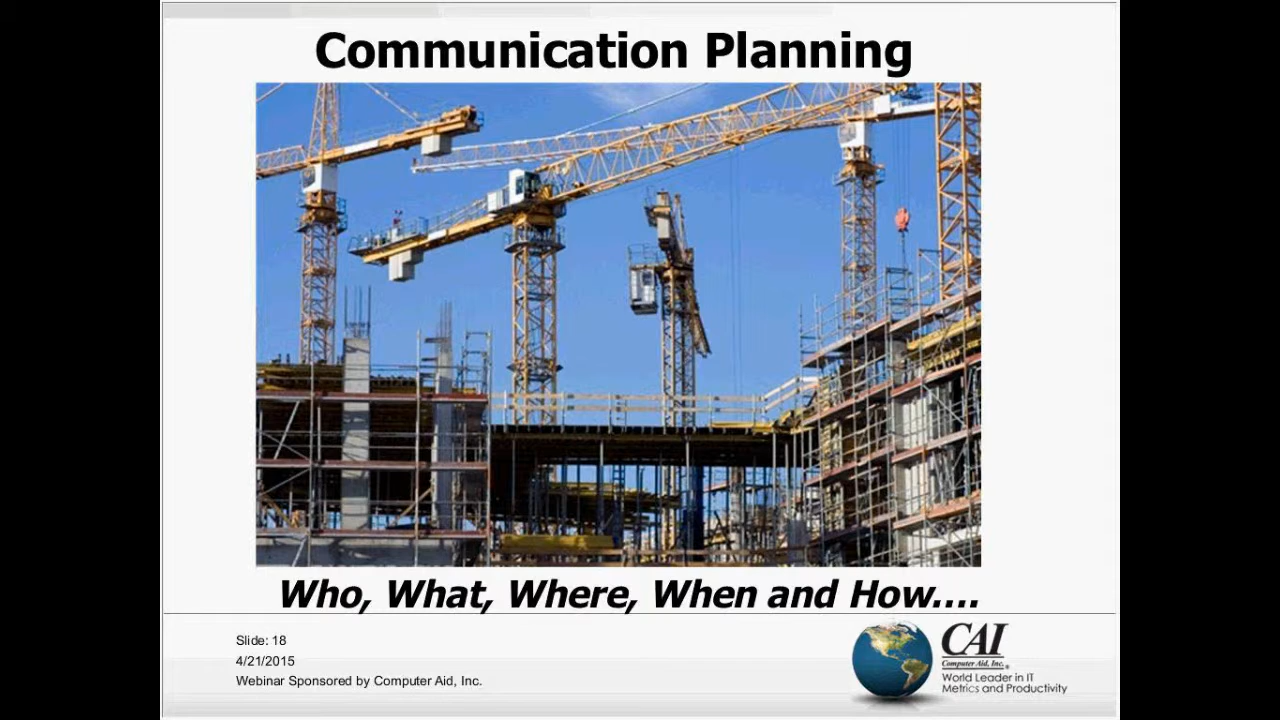 Communication Planning
Who, What, Where, When and How....
Slide: 18
4/21/2015
Webinar Sponsored by Computer Aid, Inc.
CAI
Computer Aid, Inc.®
World Leader in IT
Metrics and Productivity